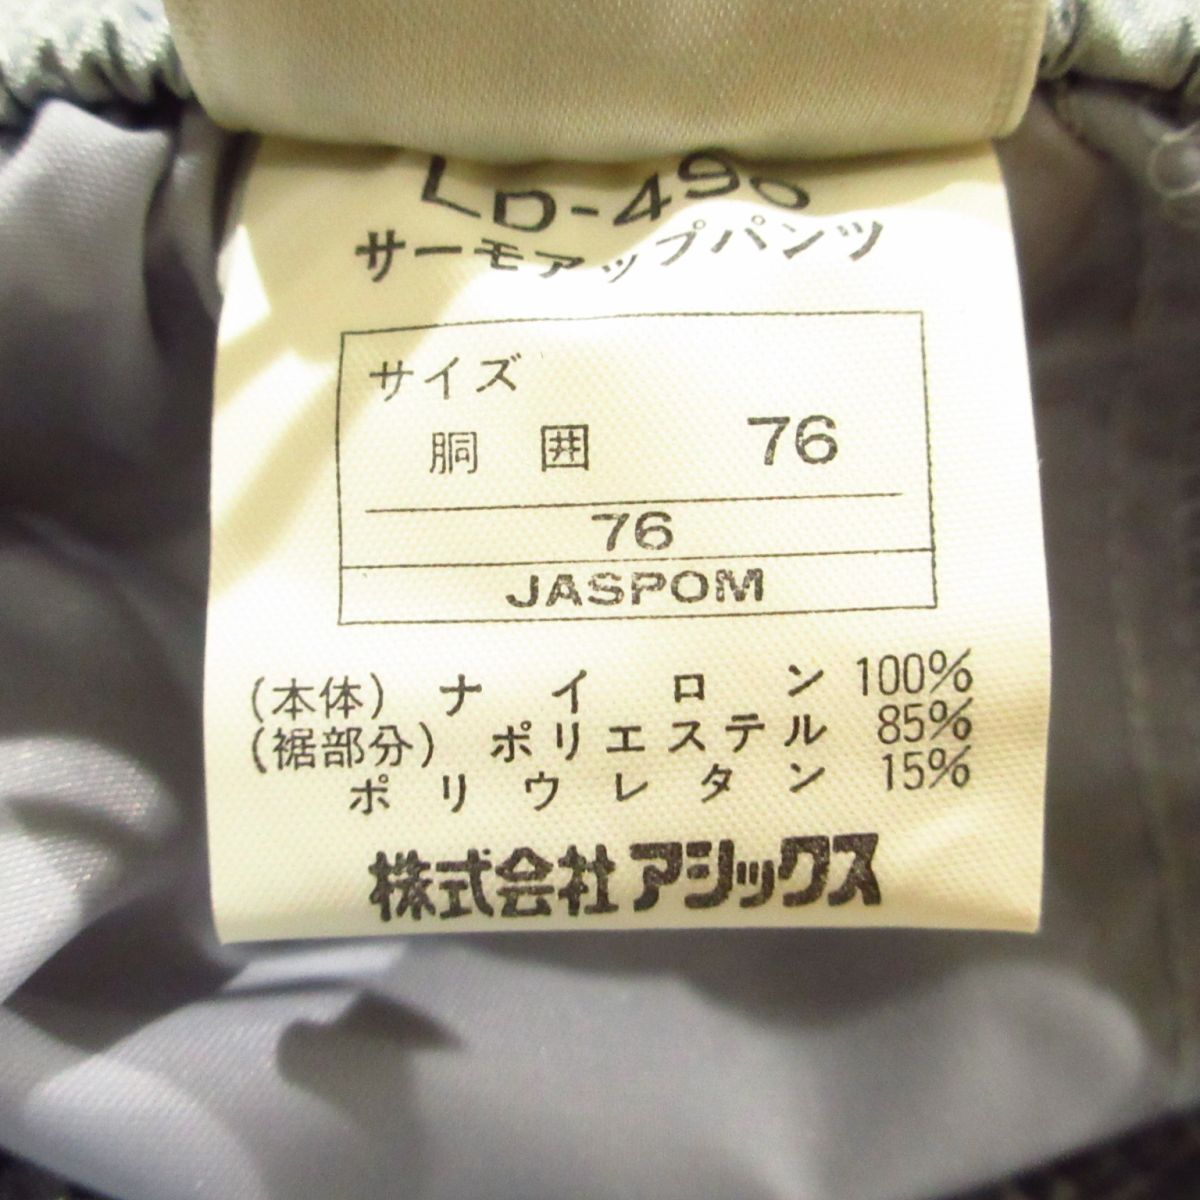 LD-490
サーモアップパンツ
サイズ
胴 囲 76
76
JASPOM
(本体) ナイロン 100%
(裾部分) ポリエステル 85%
ポリウレタン 15%
株式会社アシックス